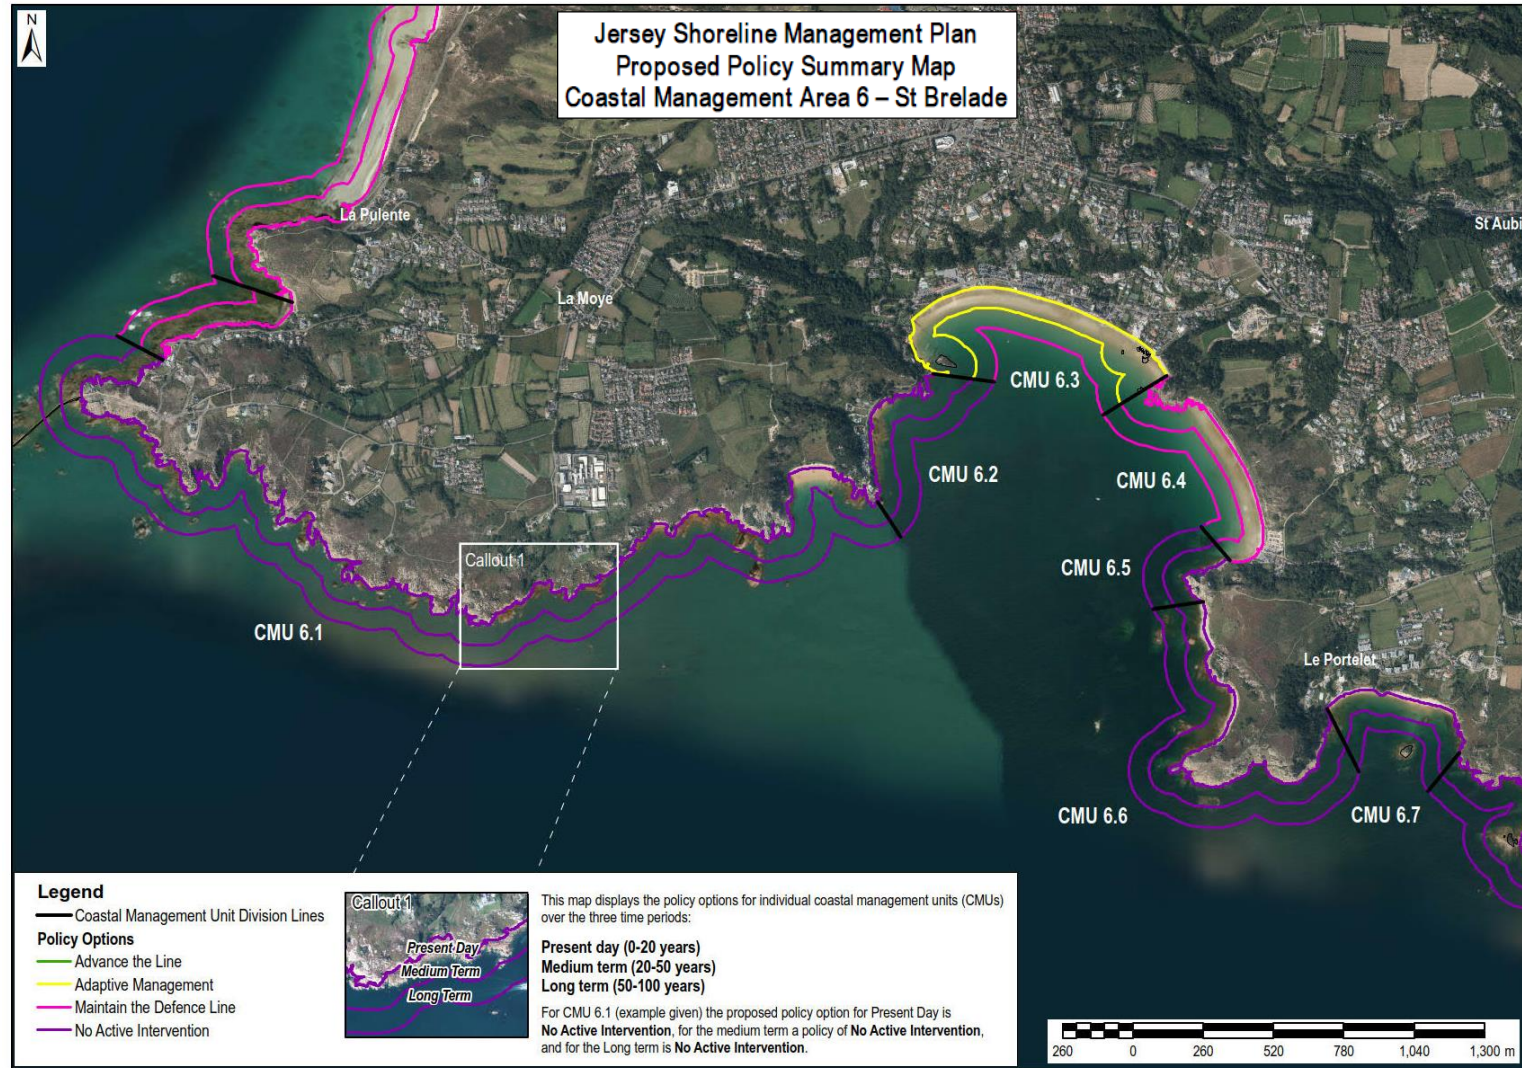 N
Jersey Shoreline Management Plan
Proposed Policy Summary Map
Coastal Management Area 6 – St Brelade
La Pulente
La Moye
St Aubi
CMU 6.3
CMU 6.2
CMU 6.4
CMU 6.5
Callout 1
CMU 6.1
Le Portelet
CMU 6.6
CMU 6.7
Legend
Coastal Management Unit Division Lines
Policy Options
Advance the Line
Adaptive Management
Maintain the Defence Line
No Active Intervention
Callout 1
Present Day
Medium Term
Long Term
This map displays the policy options for individual coastal management units (CMUs)
over the three time periods:
Present day (0-20 years)
Medium term (20-50 years)
Long term (50-100 years)
For CMU 6.1 (example given) the proposed policy option for Present Day is
No Active Intervention, for the medium term a policy of No Active Intervention,
and for the Long term is No Active Intervention.
260 0 260 520 780 1,040 1,300 m